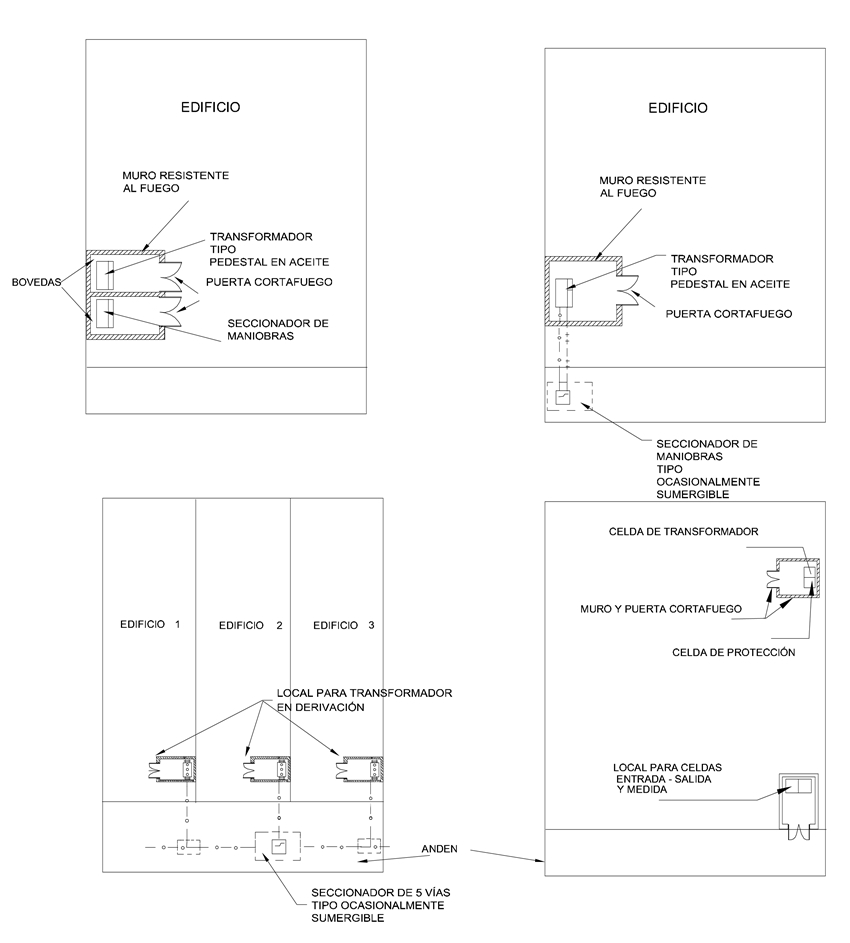 EDIFICIO
MURO RESISTENTE
AL FUEGO
TRANSFORMADOR
TIPO
PEDESTAL EN ACEITE
BOVEDAS
PUERTA CORTAFUEGO
SECCIONADOR DE
MANIOBRAS
EDIFICIO
MURO RESISTENTE
AL FUEGO
TRANSFORMADOR
TIPO
PEDESTAL EN ACEITE
PUERTA CORTAFUEGO
SECCIONADOR DE
MANIOBRAS
TIPO
OCASIONALMENTE
SUMERGIBLE
EDIFICIO 1
EDIFICIO 2
EDIFICIO 3
LOCAL PARA TRANSFORMADOR
EN DERIVACIÓN
ANDEN
SECCIONADOR DE 5 VÍAS
TIPO OCASIONALMENTE
SUMERGIBLE
CELDA DE TRANSFORMADOR
MURO Y PUERTA CORTAFUEGO
CELDA DE PROTECCIÓN
LOCAL PARA CELDAS
ENTRADA - SALIDA
Y MEDIDA